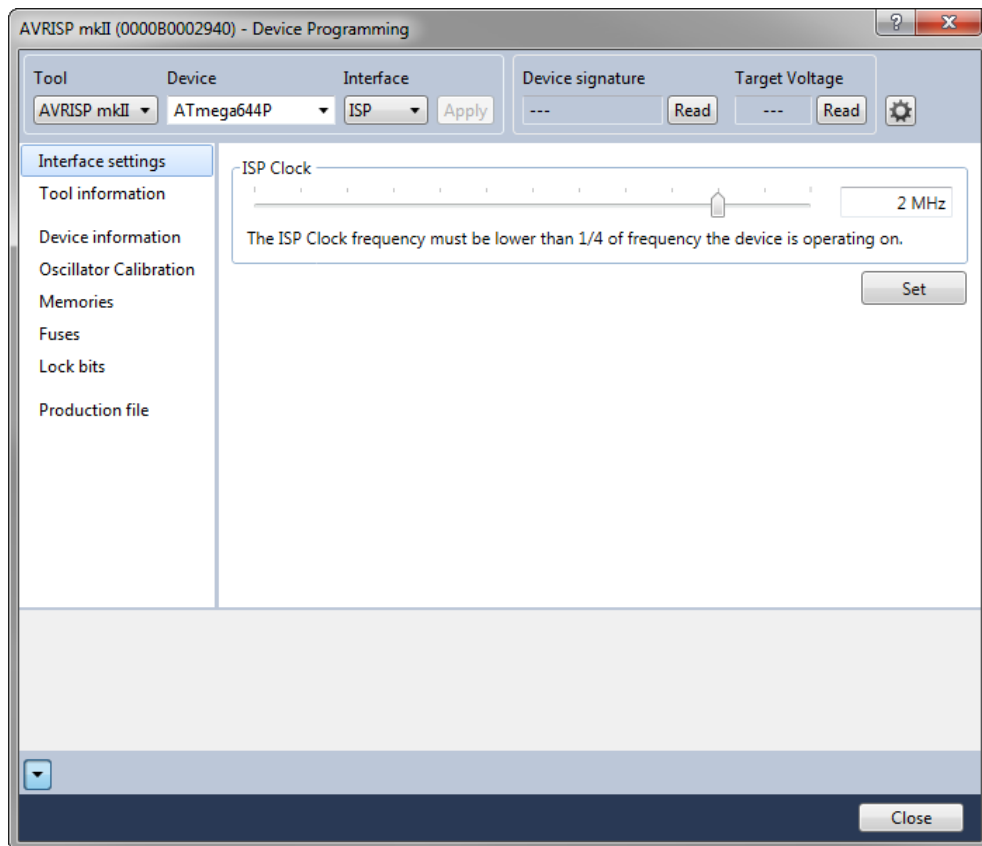 AVRISP mkII (0000B0002940) - Device Programming
Tool Device Interface Device signature Target Voltage
AVRISP mkII ATmega644P ISP Apply --- Read --- Read
Interface settings
Tool information
Device information
Oscillator Calibration
Memories
Fuses
Lock bits
Production file
ISP Clock
2 MHz
The ISP Clock frequency must be lower than 1/4 of frequency the device is operating on.
Set
Close